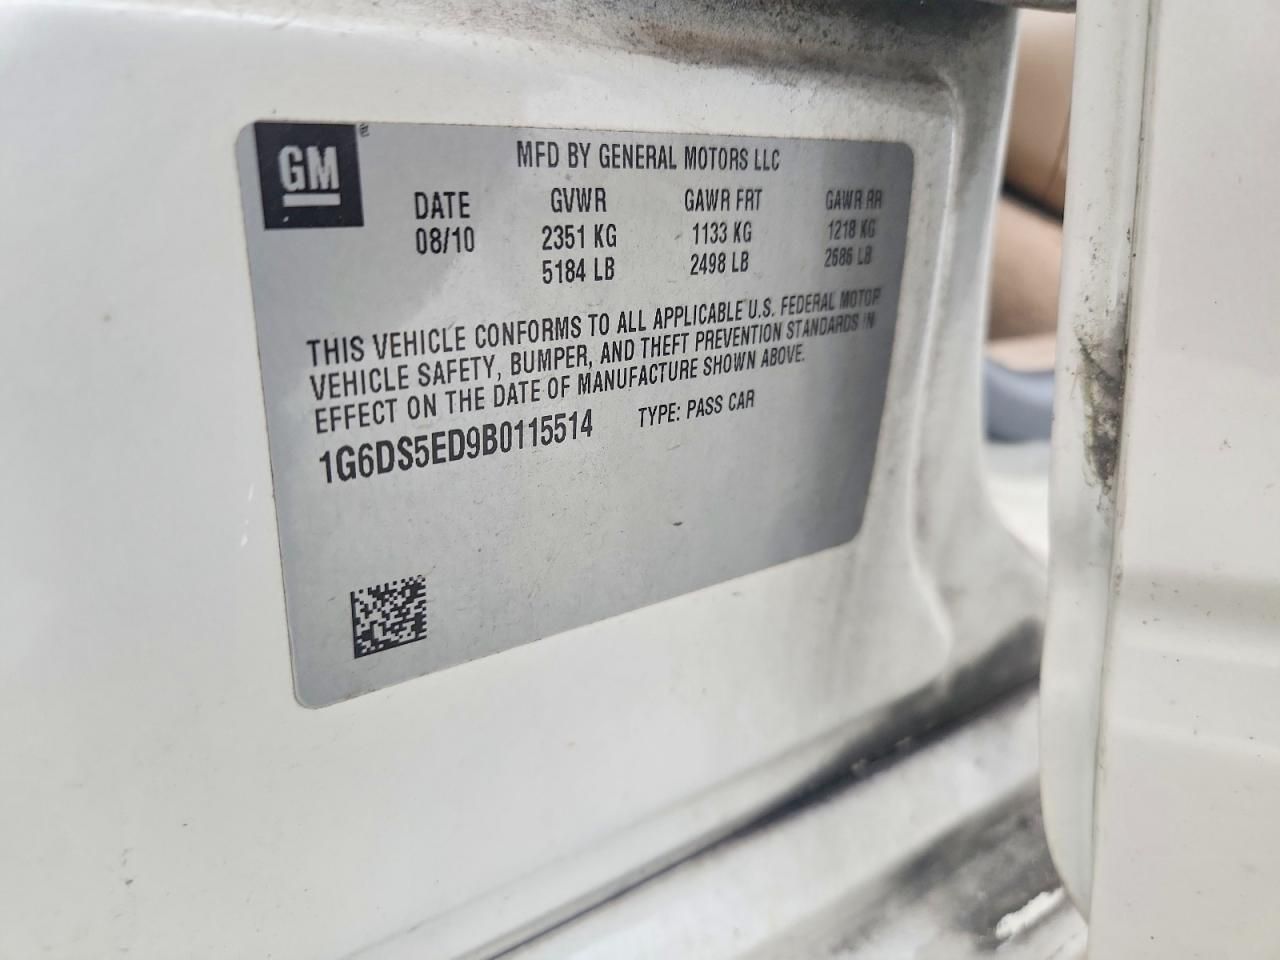 GM
MFD BY GENERAL MOTORS LLC
DATE GVWR GAWR FRT GAWR RR
08/10 2351 KG 1133 KG 1218 KG
5184 LB 2498 LB 2686 LB
THIS VEHICLE CONFORMS TO ALL APPLICABLE U.S. FEDERAL MOTOR
VEHICLE SAFETY, BUMPER, AND THEFT PREVENTION STANDARDS IN
EFFECT ON THE DATE OF MANUFACTURE SHOWN ABOVE.
1G6DS5ED9B0115514 TYPE: PASS CAR